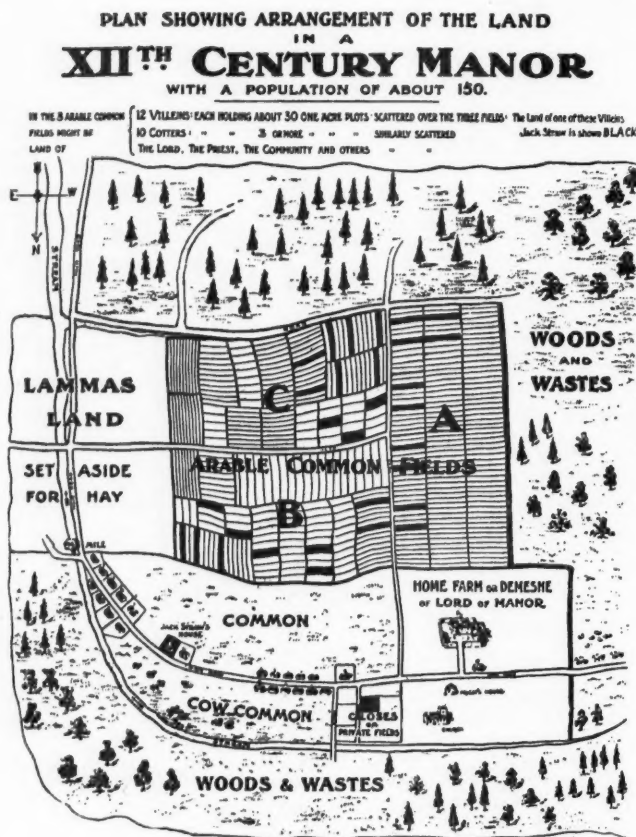 PLAN SHOWING ARRANGEMENT OF THE LAND
IN A
XIITH CENTURY MANOR
WITH A POPULATION OF ABOUT 150.
IN THE 3 ARABLE COMMON
FIELDS MIGHT BE
LAND OF
12 VILLEINS: EACH HOLDING ABOUT 30 ONE ACRE PLOTS SCATTERED OVER THE THREE FIELDS. The Land of one of these Villeins
10 COTTERS: " " 3 OR MORE " " " SIMILARLY SCATTERED Jack Straw is shown BLACK
THE LORD, THE PRIEST, THE COMMUNITY AND OTHERS " "
E W
N
STREAM
WOODS
AND
WASTES
LAMMAS
LAND
C
A
SET ASIDE
FOR HAY
ARABLE COMMON FIELDS
B
MILL
HOME FARM OR DEMESNE
OF LORD OF MANOR
COMMON
JACK STRAW'S
HOUSE
COW COMMON
CLOSES
OR
PRIVATE FIELDS
CHURCH
STREAM
WOODS & WASTES